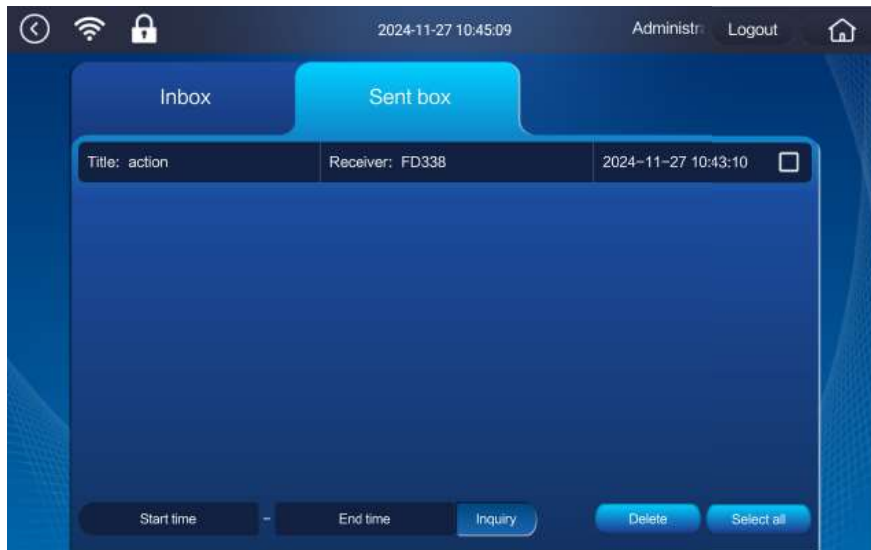 2024-11-27 10:45:09 Administr Logout
Inbox Sent box
Title: action Receiver: FD338 2024-11-27 10:43:10
Start time - End time Inquiry Delete Select all